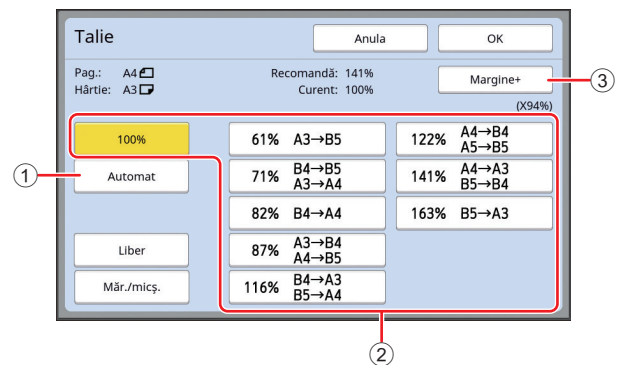 Talie
Anula
OK
Pag.: A4
Recomandă: 141%
Hârtie: A3
Curent: 100%
Margine+
(X94%)
100%
Automat
Liber
Măr./micş.
61% A3→B5
71% B4→B5
A3→A4
82% B4→A4
87% A3→B4
A4→B5
116% B4→A3
B5→A4
122% A4→B4
A5→B5
141% A4→A3
B5→B4
163% B5→A3
1
2
3